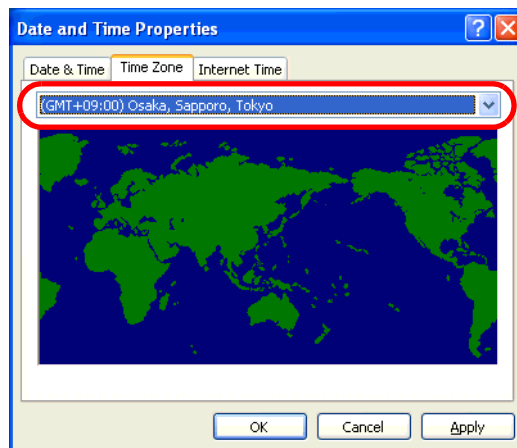 Date and Time Properties
Date & Time Time Zone Internet Time
(GMT+09:00) Osaka, Sapporo, Tokyo
OK Cancel Apply